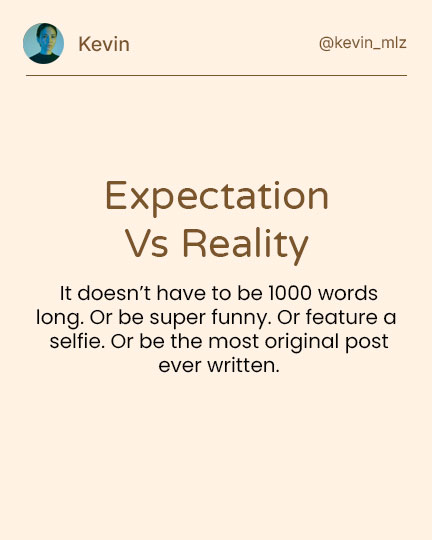 Kevin
@kevin_mlz
Expectation
Vs Reality
It doesn’t have to be 1000 words
long. Or be super funny. Or feature a
selfie. Or be the most original post
ever written.